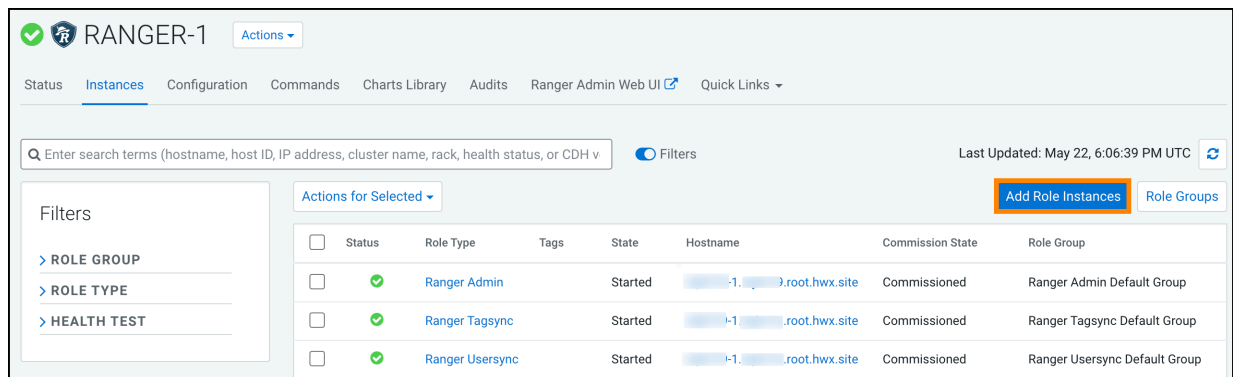 RANGER-1 Actions
Status Instances Configuration Commands Charts Library Audits Ranger Admin Web UI Quick Links
Enter search terms (hostname, host ID, IP address, cluster name, rack, health status, or CDH v Filters Last Updated: May 22, 6:06:39 PM UTC
Filters
ROLE GROUP
ROLE TYPE
HEALTH TEST
Actions for Selected Add Role Instances Role Groups
Status Role Type Tags State Hostname Commission State Role Group
Ranger Admin Started -1. 9.root.hwx.site Commissioned Ranger Admin Default Group
Ranger Tagsync Started -1. .root.hwx.site Commissioned Ranger Tagsync Default Group
Ranger Usersync Started -1. .root.hwx.site Commissioned Ranger Usersync Default Group